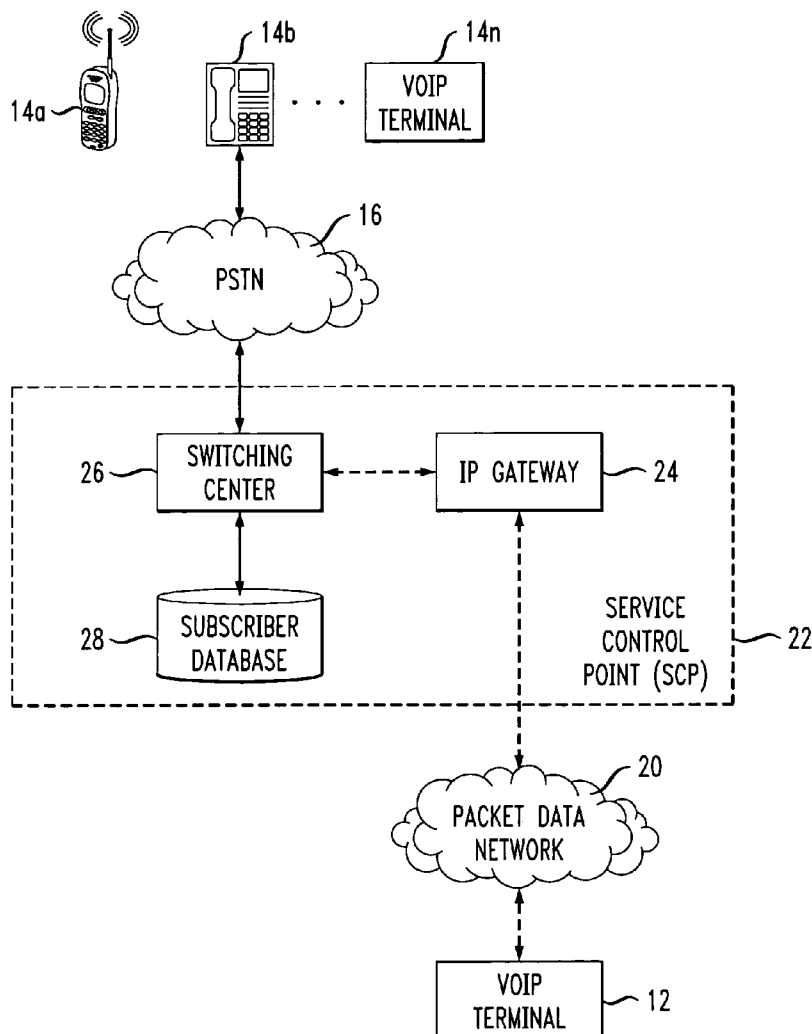 14a
14b
14n
VOIP
TERMINAL
. . .
16
PSTN
26
SWITCHING
CENTER
IP GATEWAY
24
28
SUBSCRIBER
DATABASE
SERVICE
CONTROL
POINT (SCP)
22
20
PACKET DATA
NETWORK
VOIP
TERMINAL
12